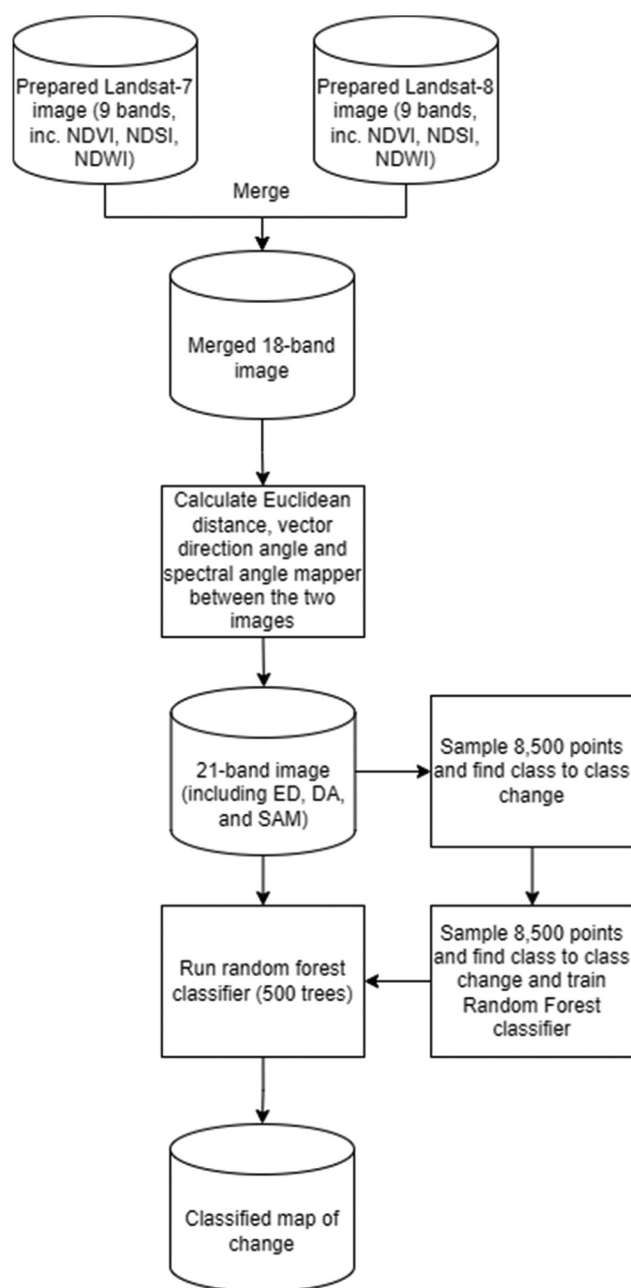 Prepared Landsat-7
image (9 bands,
inc. NDVI, NDSI,
NDWI)
Prepared Landsat-8
image (9 bands,
inc. NDVI, NDSI,
NDWI)
Merge
Merged 18-band
image
Calculate Euclidean
distance, vector
direction angle and
spectral angle mapper
between the two
images
21-band image
(including ED, DA,
and SAM)
Sample 8,500 points
and find class to class
change
Run random forest
classifier (500 trees)
Sample 8,500 points
and find class to class
change and train
Random Forest
classifier
Classified map of
change